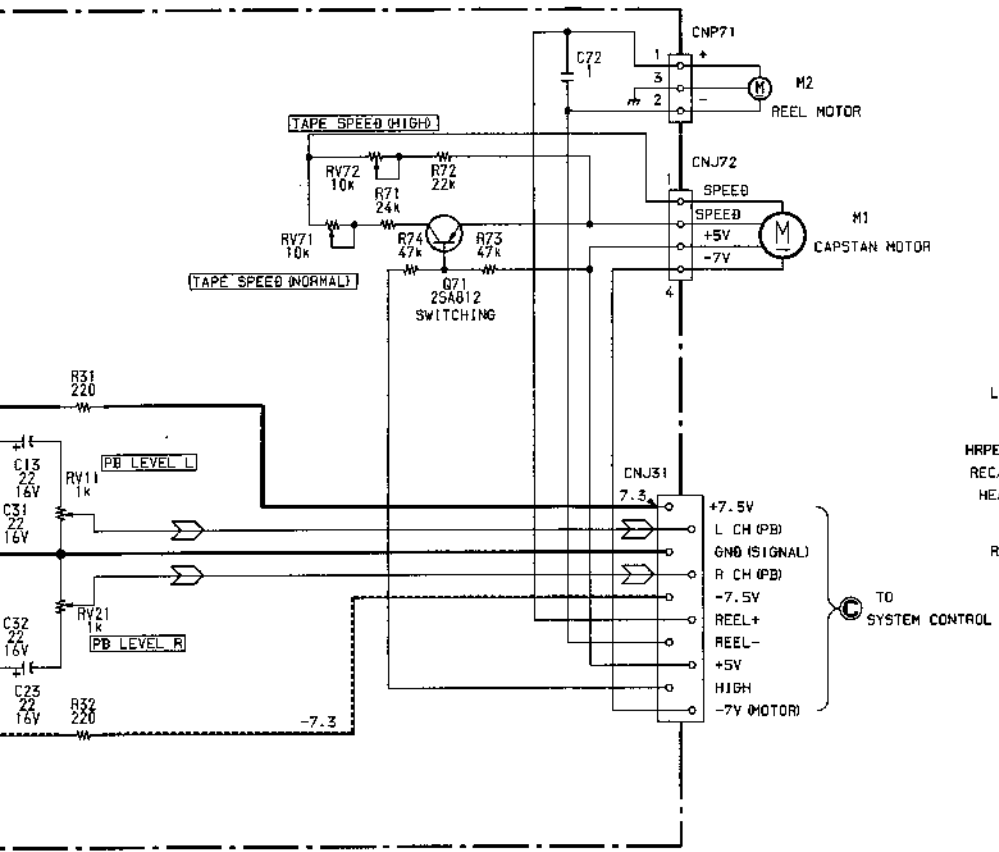 CNP71
1 +
C72
1
3
M M2
2 -
REEL MOTOR
TAPE SPEED (HIGH)
CNJ72
RV72
10k
R72
22k
1
SPEED
R71
24k
SPEED
M1
RV71
10k
R74
47k
R73
47k
+5V
M
CAPSTAN MOTOR
-7V
TAPE SPEED (NORMAL)
Q71
2SA812
SWITCHING
4
R31
220
L
PB LEVEL L
C13
22
16V
RV11
1k
CNJ31
HRPE
REC
HE
7.3
C31
22
16V
+7.5V
L CH (PB)
GND (SIGNAL)
R
R CH (PB)
-7.5V
C TO
SYSTEM CONTROL
C32
22
16V
RV21
1k
REEL+
PB LEVEL R
REEL-
+5V
C23
22
16V
R32
220
HIGH
-7.3
-7V (MOTOR)